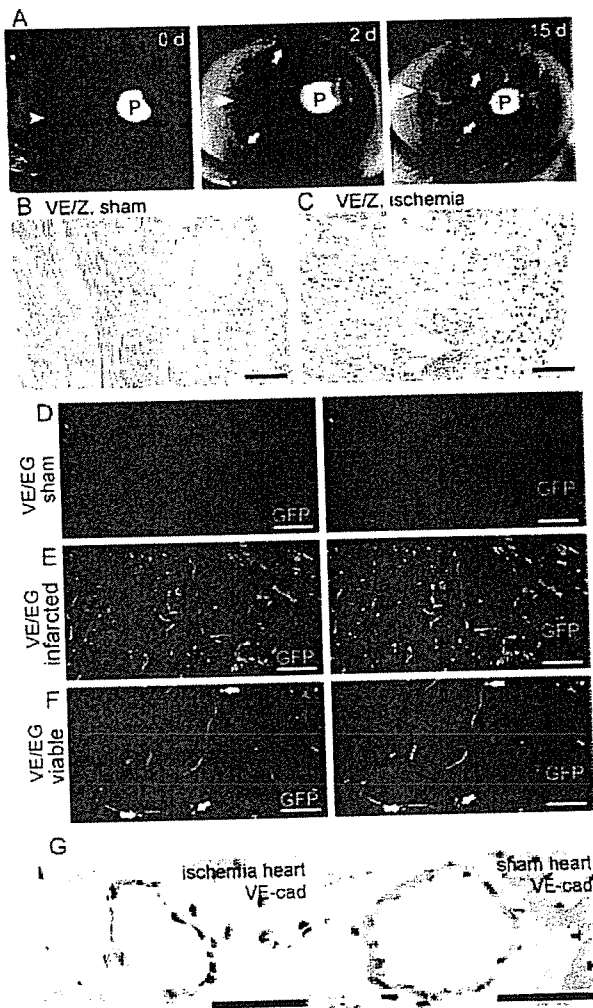 A
0 d
2 d
15 d
P
P
P
B VE/Z, sham
C VE/Z, ischemia
D
VE/EG
sham
GFP
GFP
E
VE/EG
infarcted
GFP
GFP
F
VE/EG
viable
GFP
GFP
G
ischemia heart
VE-cad
sham heart
VE-cad